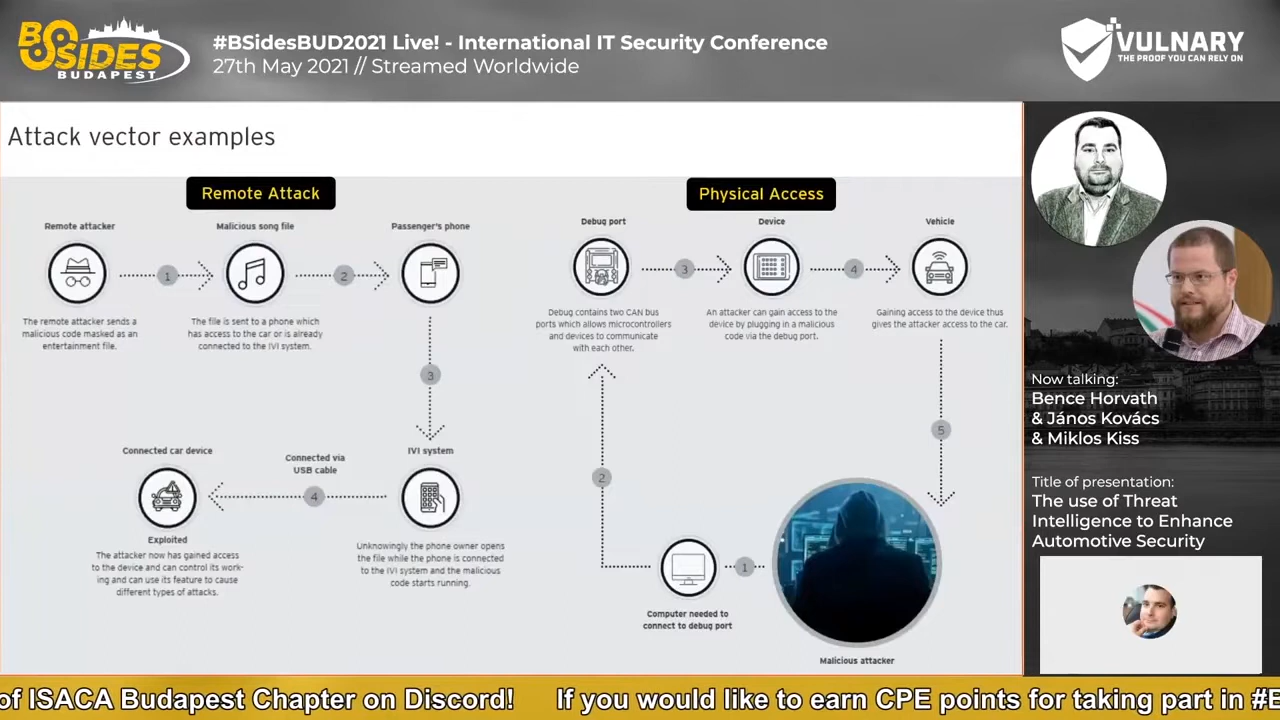 BSIDES
BUDAPEST
#BSidesBUD2021 Live! - International IT Security Conference
27th May 2021 // Streamed Worldwide
VULNARY
THE PROOF YOU CAN RELY ON
Attack vector examples
Remote Attack
Remote attacker
1
The remote attacker sends a
malicious code masked as an
entertainment file.
Malicious song file
2
The file is sent to a phone which
has access to the car or is already
connected to the IVI system.
Passenger's phone
3
IVI system
Unknowingly the phone owner opens
the file while the phone is connected
to the IVI system and the malicious
code starts running.
Connected via
USB cable
4
Connected car device
Exploited
The attacker now has gained access
to the device and can control its work-
ing and can use its feature to cause
different types of attacks.
Physical Access
Debug port
Debug contains two CAN bus
ports which allows microcontrollers
and devices to communicate
with each other.
3
Device
An attacker can gain access to the
device by plugging in a malicious
code via the debug port.
4
Vehicle
Gaining access to the device thus
gives the attacker access to the car.
5
2
1
Computer needed to
connect to debug port
Malicious attacker
Now talking:
Bence Horvath
& János Kovács
& Miklos Kiss
Title of presentation:
The use of Threat
Intelligence to Enhance
Automotive Security
of ISACA Budapest Chapter on Discord! If you would like to earn CPE points for taking part in #B